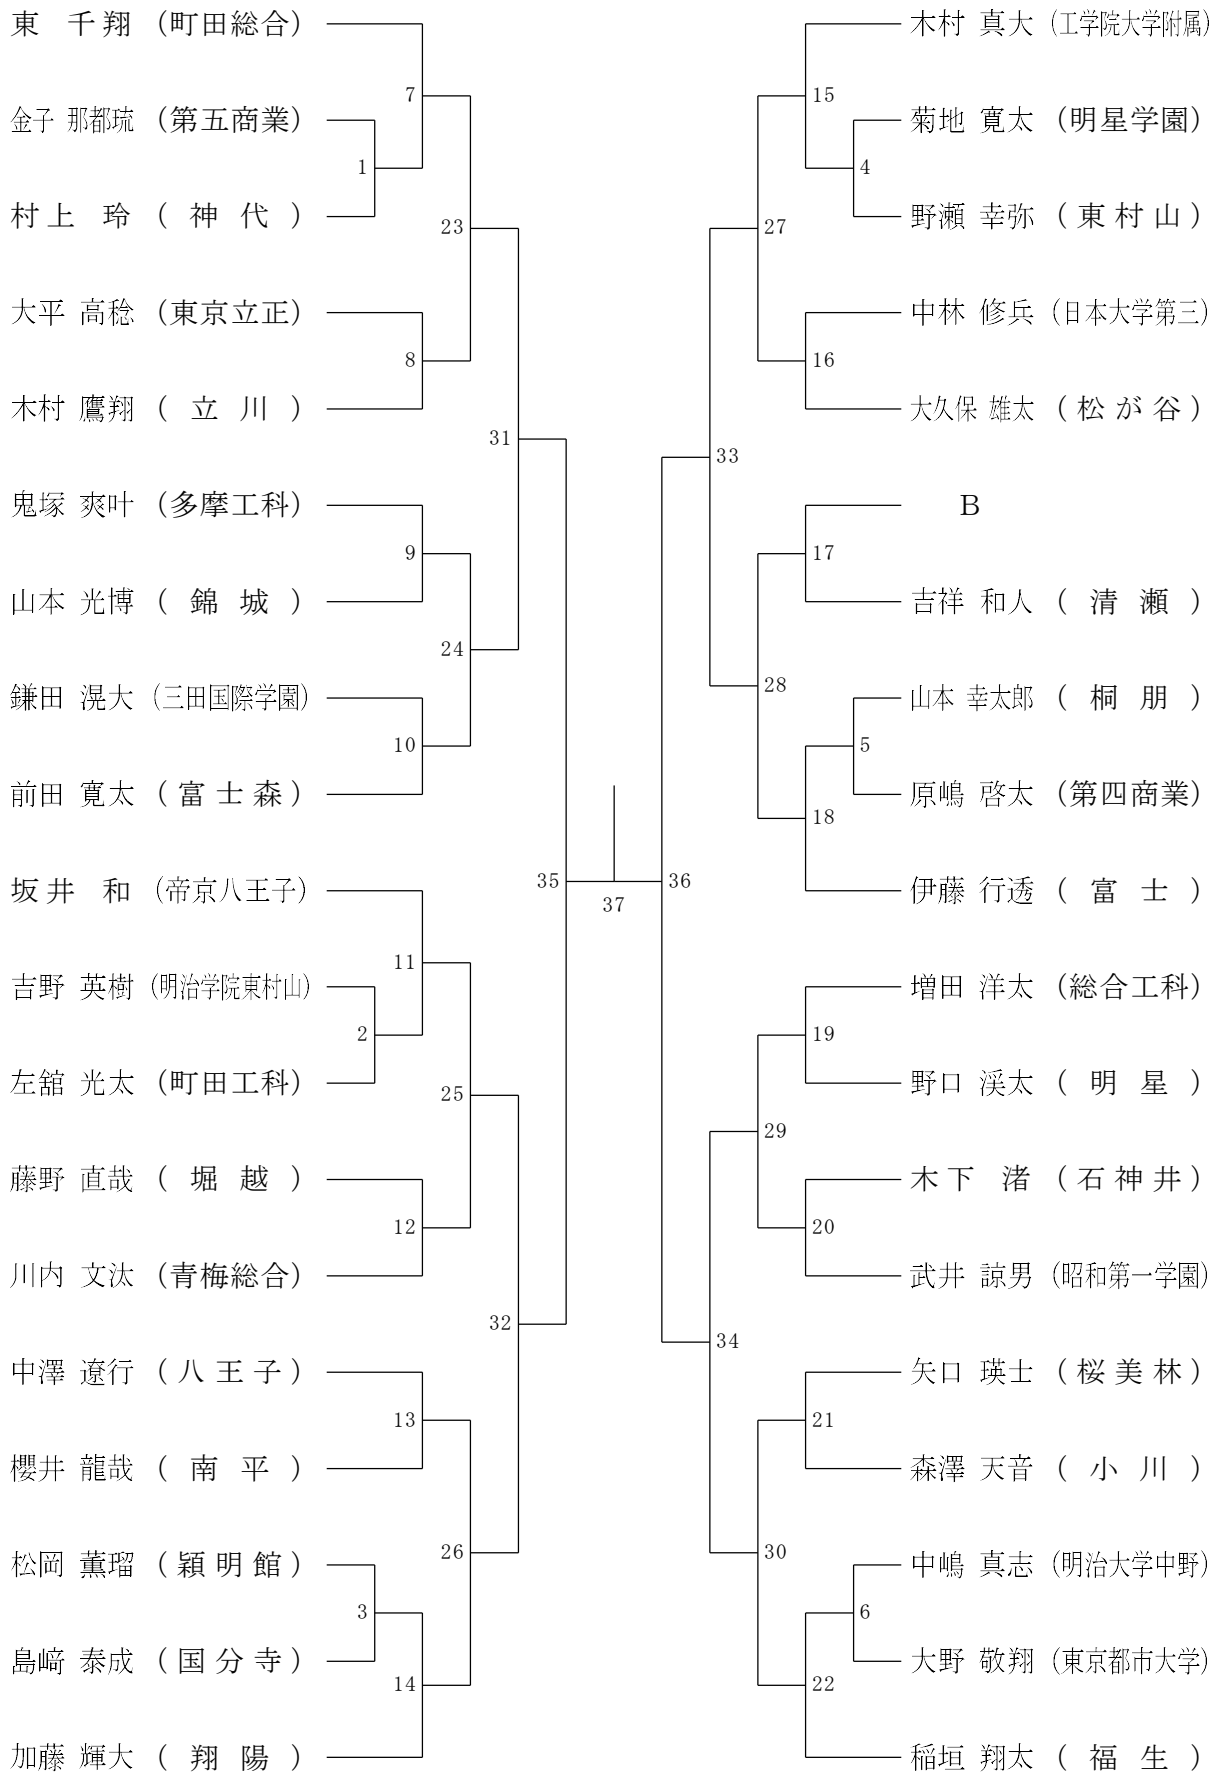 東 千翔 (町田総合)
7
金子 那都琉 (第五商業)
1
村上 玲 (神代)
23
大平 高稔 (東京立正)
8
木村 鷹翔 (立川)
31
鬼塚 爽叶 (多摩工科)
9
山本 光博 (錦城)
24
鎌田 滉大 (三田国際学園)
10
前田 寛太 (富士森)
35
坂井 和 (帝京八王子)
11
吉野 英樹 (明治学院東村山)
2
左舘 光太 (町田工科)
25
藤野 直哉 (堀越)
12
川内 文汰 (青梅総合)
32
中澤 遼行 (八王子)
13
櫻井 龍哉 (南平)
26
松岡 薫瑠 (穎明館)
3
島﨑 泰成 (国分寺)
14
加藤 輝大 (翔陽)
37
木村 真大 (工学院大学附属)
15
菊地 寛太 (明星学園)
4
野瀬 幸弥 (東村山)
27
中林 修兵 (日本大学第三)
16
大久保 雄太 (松が谷)
33
B
17
吉祥 和人 (清瀬)
28
山本 幸太郎 (桐朋)
5
原嶋 啓太 (第四商業)
18
伊藤 行透 (富士)
36
増田 洋太 (総合工科)
19
野口 渓太 (明星)
29
木下 渚 (石神井)
20
武井 諒男 (昭和第一学園)
34
矢口 瑛士 (桜美林)
21
森澤 天音 (小川)
30
中嶋 真志 (明治大学中野)
6
大野 敬翔 (東京都市大学)
22
稲垣 翔太 (福生)